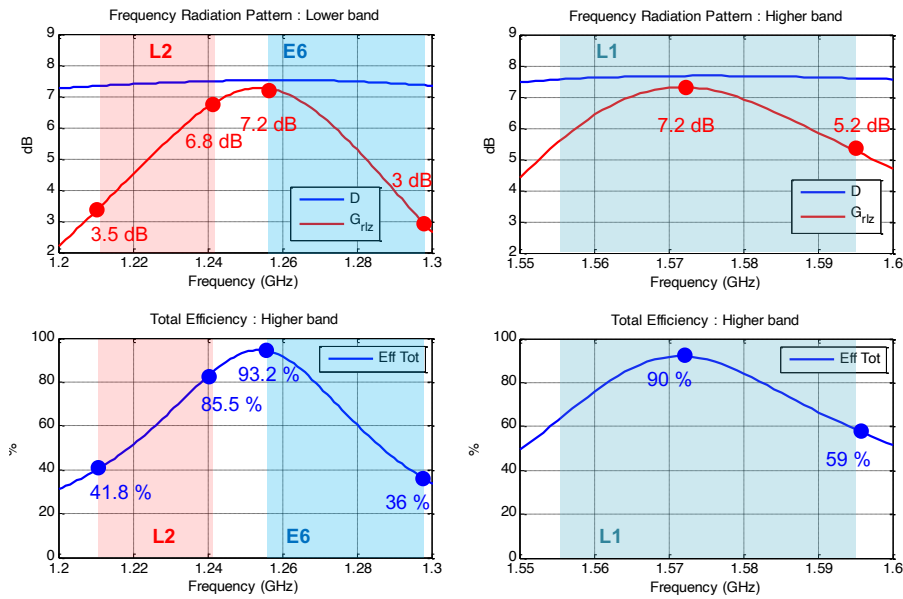 Frequency Radiation Pattern : Lower band
9
8
7
6
5
4
3
2
dB
L2
E6
6.8 dB
7.2 dB
3 dB
3.5 dB
D
Grlz
1.2
1.22
1.24
1.26
1.28
1.3
Frequency (GHz)
Frequency Radiation Pattern : Higher band
9
8
7
6
5
4
3
2
dB
L1
7.2 dB
5.2 dB
D
Grlz
1.55
1.56
1.57
1.58
1.59
1.6
Frequency (GHz)
Total Efficiency : Higher band
100
80
60
40
20
0
%
Eff Tot
93.2 %
85.5 %
41.8 %
36 %
L2
E6
1.2
1.22
1.24
1.26
1.28
1.3
Frequency (GHz)
Total Efficiency : Higher band
100
80
60
40
20
0
%
Eff Tot
90 %
59 %
L1
1.55
1.56
1.57
1.58
1.59
1.6
Frequency (GHz)